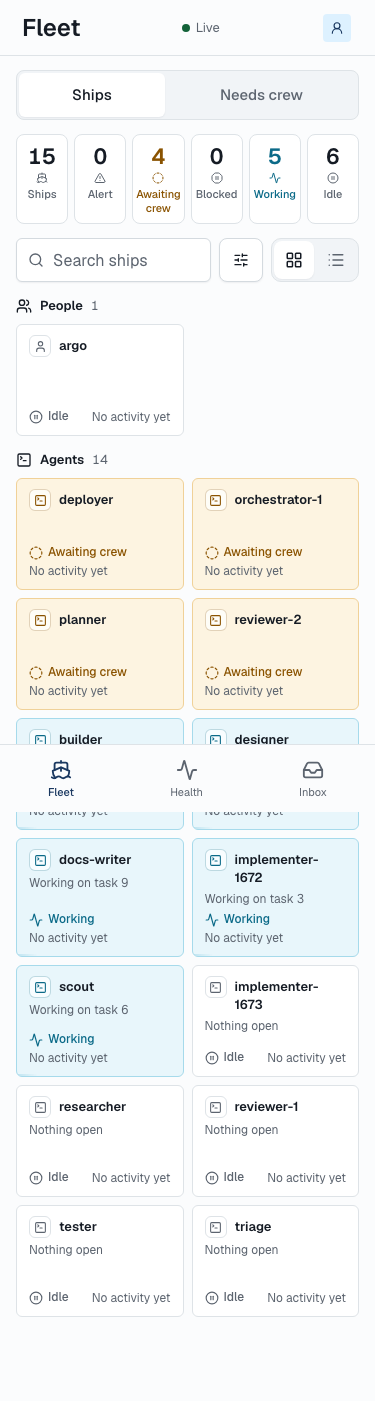 Fleet
Live
Ships
Needs crew
15
Ships
0
Alert
4
Awaiting
crew
0
Blocked
5
Working
6
Idle
Search ships
People 1
argo
Idle
No activity yet
Agents 14
deployer
Awaiting crew
No activity yet
orchestrator-1
Awaiting crew
No activity yet
planner
Awaiting crew
No activity yet
reviewer-2
Awaiting crew
No activity yet
builder
designer
Fleet
Health
Inbox
No activity yet
No activity yet
docs-writer
Working on task 9
Working
No activity yet
implementer-
1672
Working on task 3
Working
No activity yet
scout
Working on task 6
Working
No activity yet
implementer-
1673
Nothing open
Idle
No activity yet
researcher
Nothing open
Idle
No activity yet
reviewer-1
Nothing open
Idle
No activity yet
tester
Nothing open
Idle
No activity yet
triage
Nothing open
Idle
No activity yet